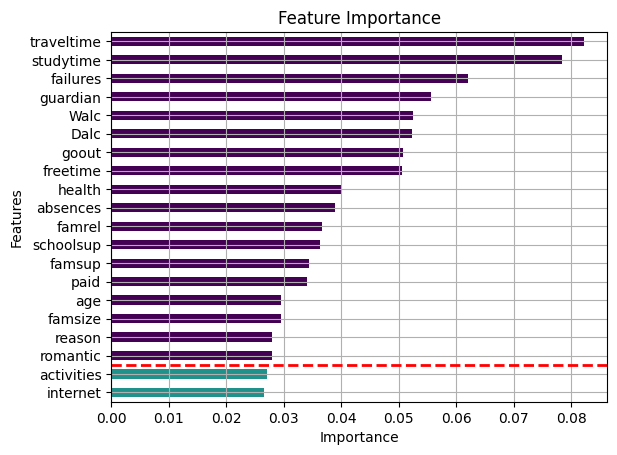 Feature Importance
Features
traveltime
studytime
failures
guardian
Walc
Dalc
goout
freetime
health
absences
famrel
schoolsup
famsup
paid
age
famsize
reason
romantic
activities
internet
0.00 0.01 0.02 0.03 0.04 0.05 0.06 0.07 0.08
Importance